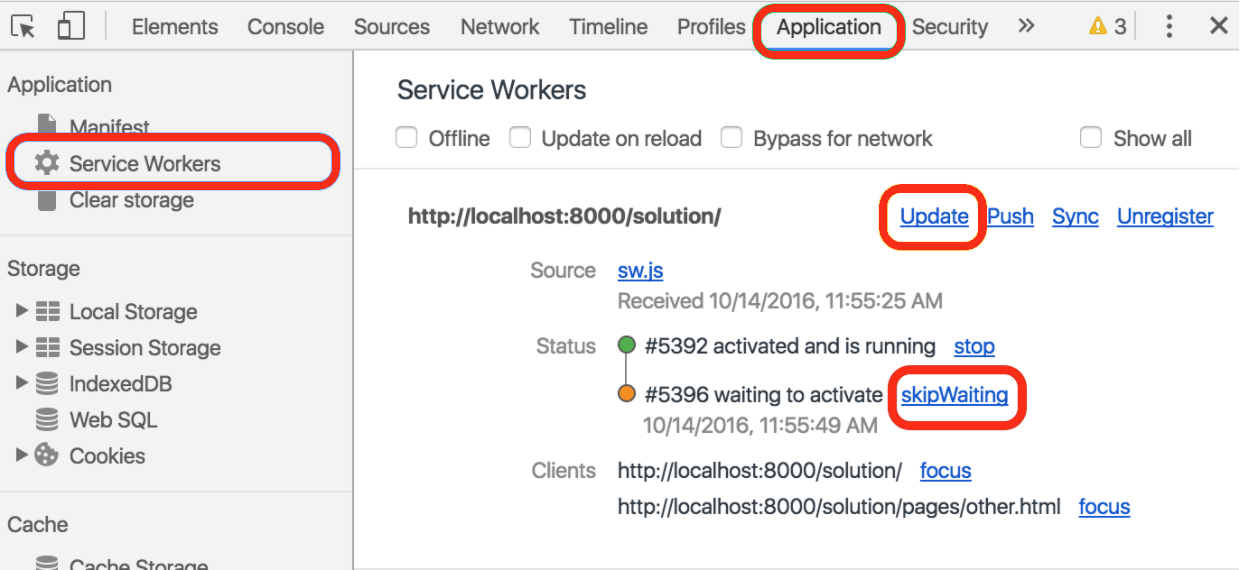 Elements Console Sources Network Timeline Profiles Application Security » 3
Application
Manifest
Service Workers
Clear storage
Storage
Local Storage
Session Storage
IndexedDB
Web SQL
Cookies
Cache
Cache Storage
Service Workers
Offline Update on reload Bypass for network Show all
http://localhost:8000/solution/ Update Push Sync Unregister
Source sw.js
Received 10/14/2016, 11:55:25 AM
Status #5392 activated and is running stop
#5396 waiting to activate skipWaiting
10/14/2016, 11:55:49 AM
Clients http://localhost:8000/solution/ focus
http://localhost:8000/solution/pages/other.html focus